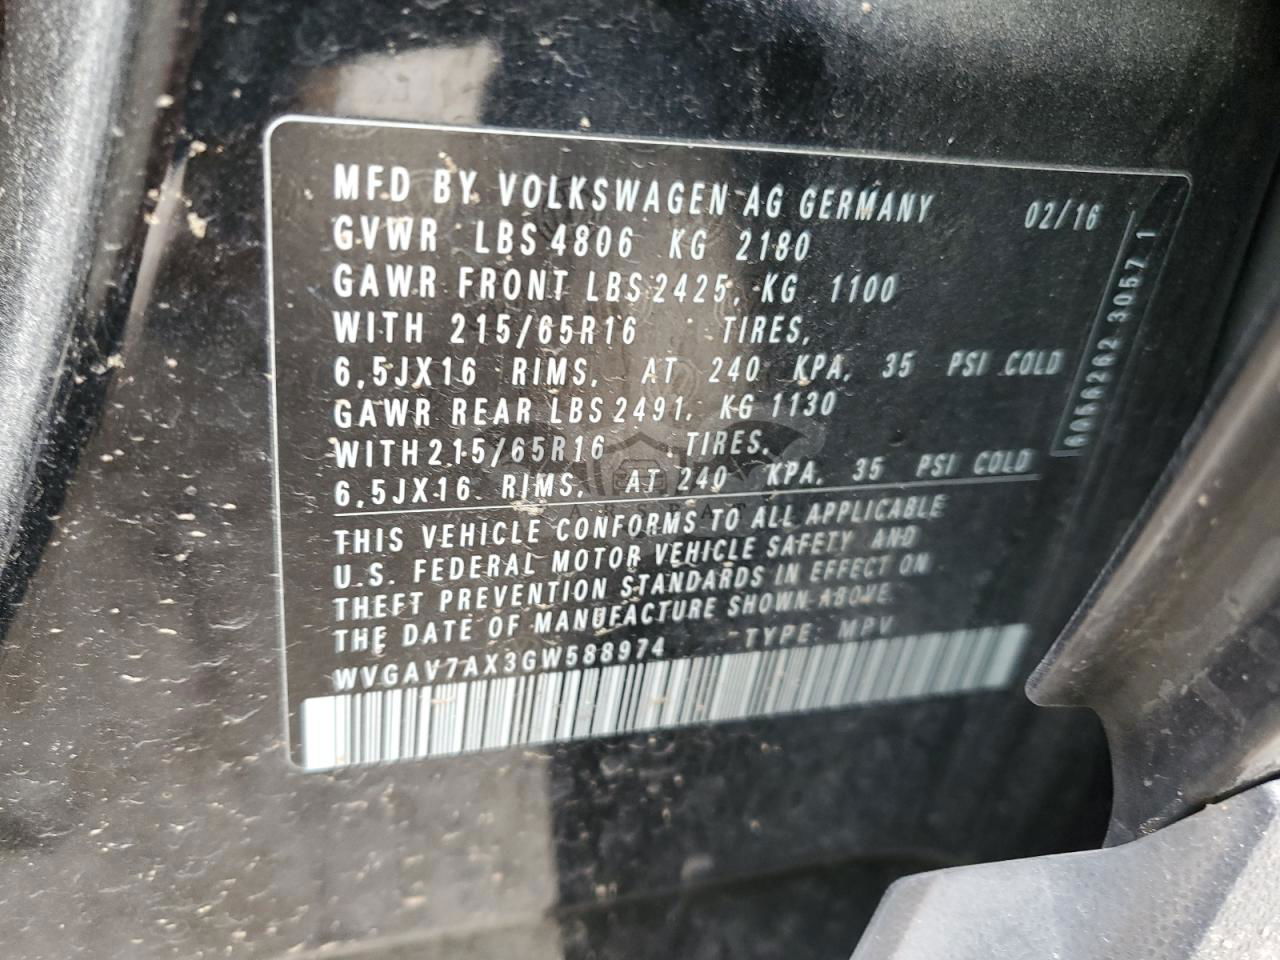 MFD BY VOLKSWAGEN AG GERMANY 02/16
GVWR LBS 4806 KG 2180
GAWR FRONT LBS 2425, KG 1100
WITH 215/65R16 TIRES,
6,5JX16 RIMS, AT 240 KPA, 35 PSI COLD
GAWR REAR LBS 2491, KG 1130
WITH 215/65R16 TIRES,
6,5JX16 RIMS, AT 240 KPA, 35 PSI COLD
THIS VEHICLE CONFORMS TO ALL APPLICABLE
U.S. FEDERAL MOTOR VEHICLE SAFETY AND
THEFT PREVENTION STANDARDS IN EFFECT ON
THE DATE OF MANUFACTURE SHOWN ABOVE.
WVGAV7AX3GW588974 TYPE: MPV